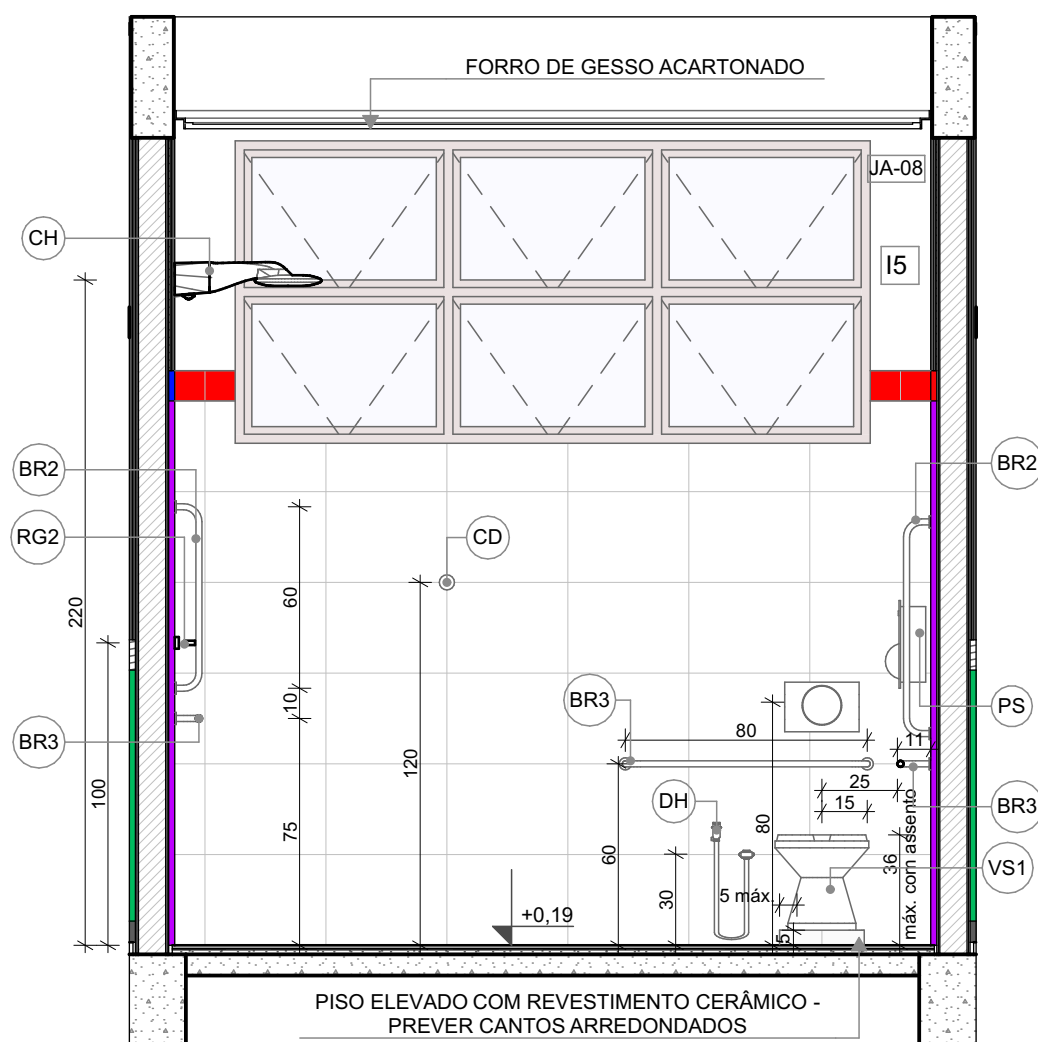 FORRO DE GESSO ACARTONADO
JA-08
CH
I5
BR2
BR2
RG2
CD
60
220
10
BR3
BR3
80
11
PS
120
25
100
DH
80
15
BR3
75
60
30
36
máx. com assento
VS1
5 máx.
+0,19
5
PISO ELEVADO COM REVESTIMENTO CERÂMICO -
PREVER CANTOS ARREDONDADOS